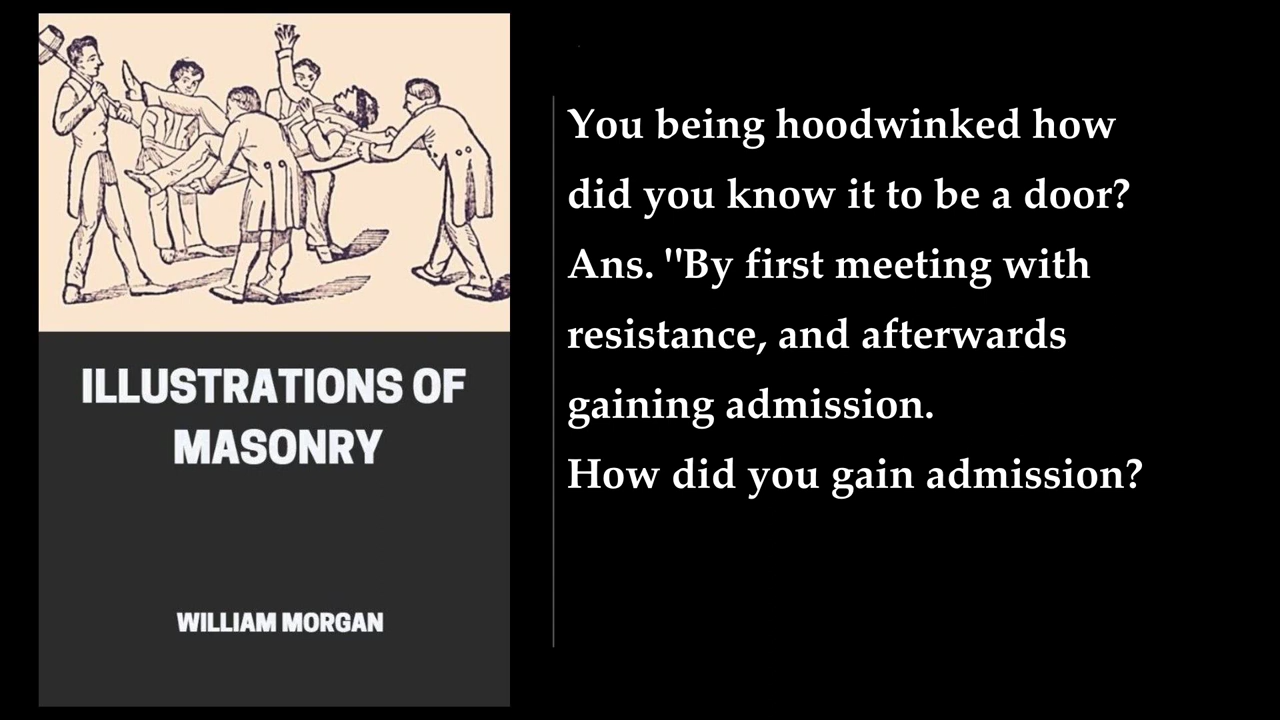 ILLUSTRATIONS OF
MASONRY
WILLIAM MORGAN
You being hoodwinked how
did you know it to be a door?
Ans. "By first meeting with
resistance, and afterwards
gaining admission.
How did you gain admission?